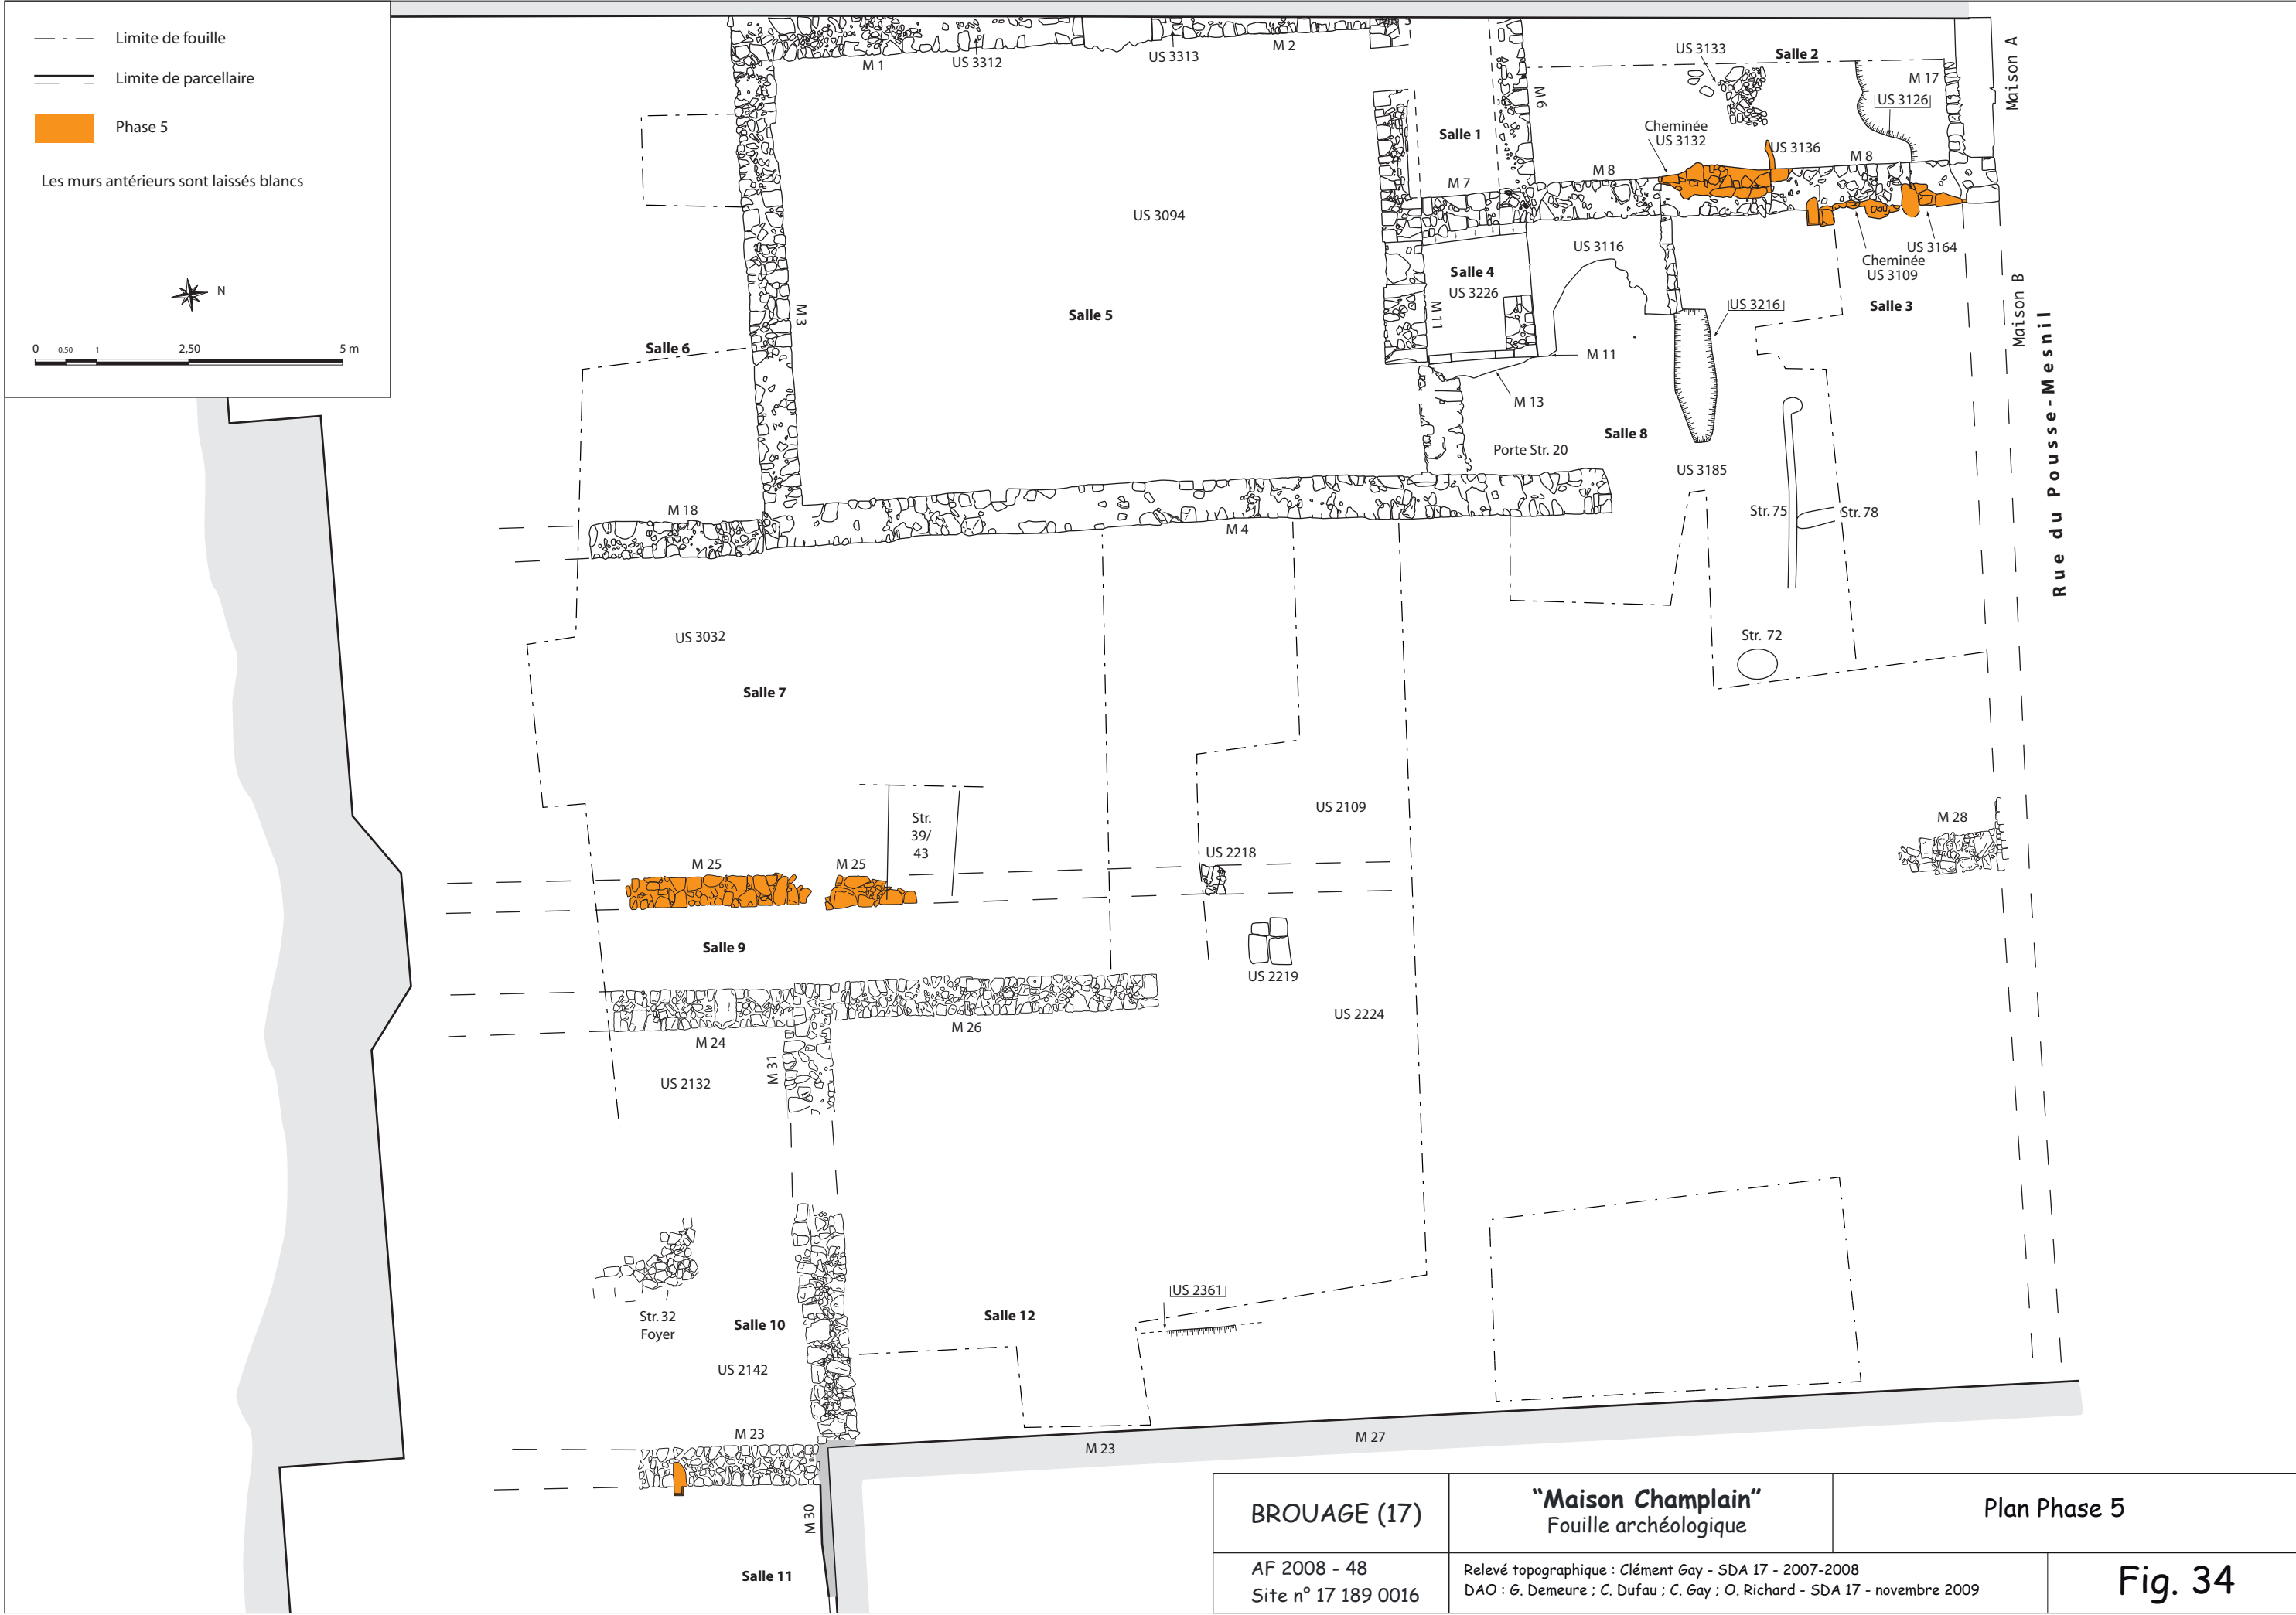 Limite de fouille
Limite de parcellaire
Phase 5
Les murs antérieurs sont laissés blancs
N
0 0,50 1 2,50 5 m
M 1
US 3312
US 3313
M 2
US 3133
Salle 2
M 17
US 3126
Maison A
M 6
Salle 1
Cheminée
US 3132
US 3136
M 8
M 8
M 7
US 3094
US 3116
US 3164
Cheminée
US 3109
Salle 4
US 3226
M 11
US 3216
Salle 3
Maison B
M 3
Salle 5
Salle 6
M 11
M 13
Salle 8
Porte Str. 20
US 3185
Rue du Pousse-Mesnil
M 18
M 4
Str. 75
Str. 78
US 3032
Str. 72
Salle 7
US 2109
Str.
39/
43
M 28
M 25
M 25
US 2218
Salle 9
US 2219
US 2224
M 26
M 24
M 31
US 2132
US 2361
Str. 32
Foyer
Salle 10
Salle 12
US 2142
M 23
M 23
M 27
M 30
Salle 11
BROUAGE (17)
“Maison Champlain”
Fouille archéologique
Plan Phase 5
AF 2008 - 48
Site n° 17 189 0016
Relevé topographique : Clément Gay - SDA 17 - 2007-2008
DAO : G. Demeure ; C. Dufau ; C. Gay ; O. Richard - SDA 17 - novembre 2009
Fig. 34